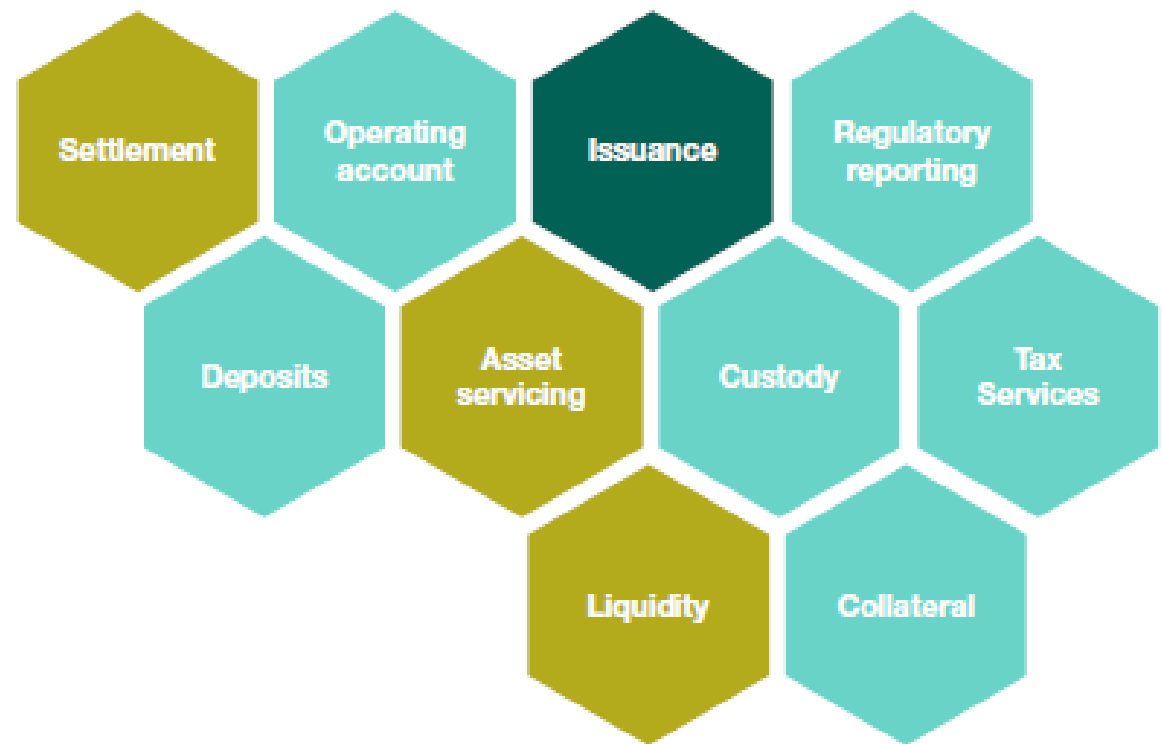 Settlement
Operating
account
Issuance
Regulatory
reporting
Deposits
Asset
servicing
Custody
Tax
Services
Liquidity
Collateral